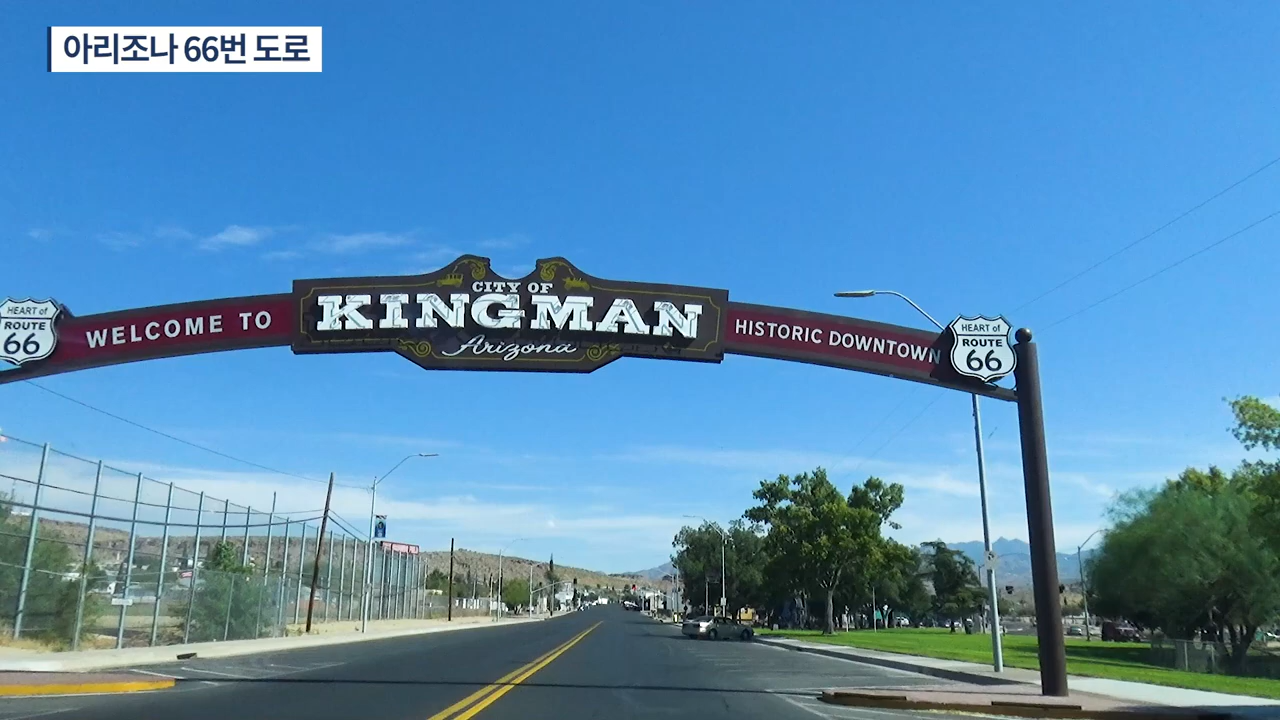 아리조나 66번 도로
HEART of
ROUTE
66
WELCOME TO
CITY OF
KINGMAN
Arizona
HISTORIC DOWNTOWN
HEART of
ROUTE
66